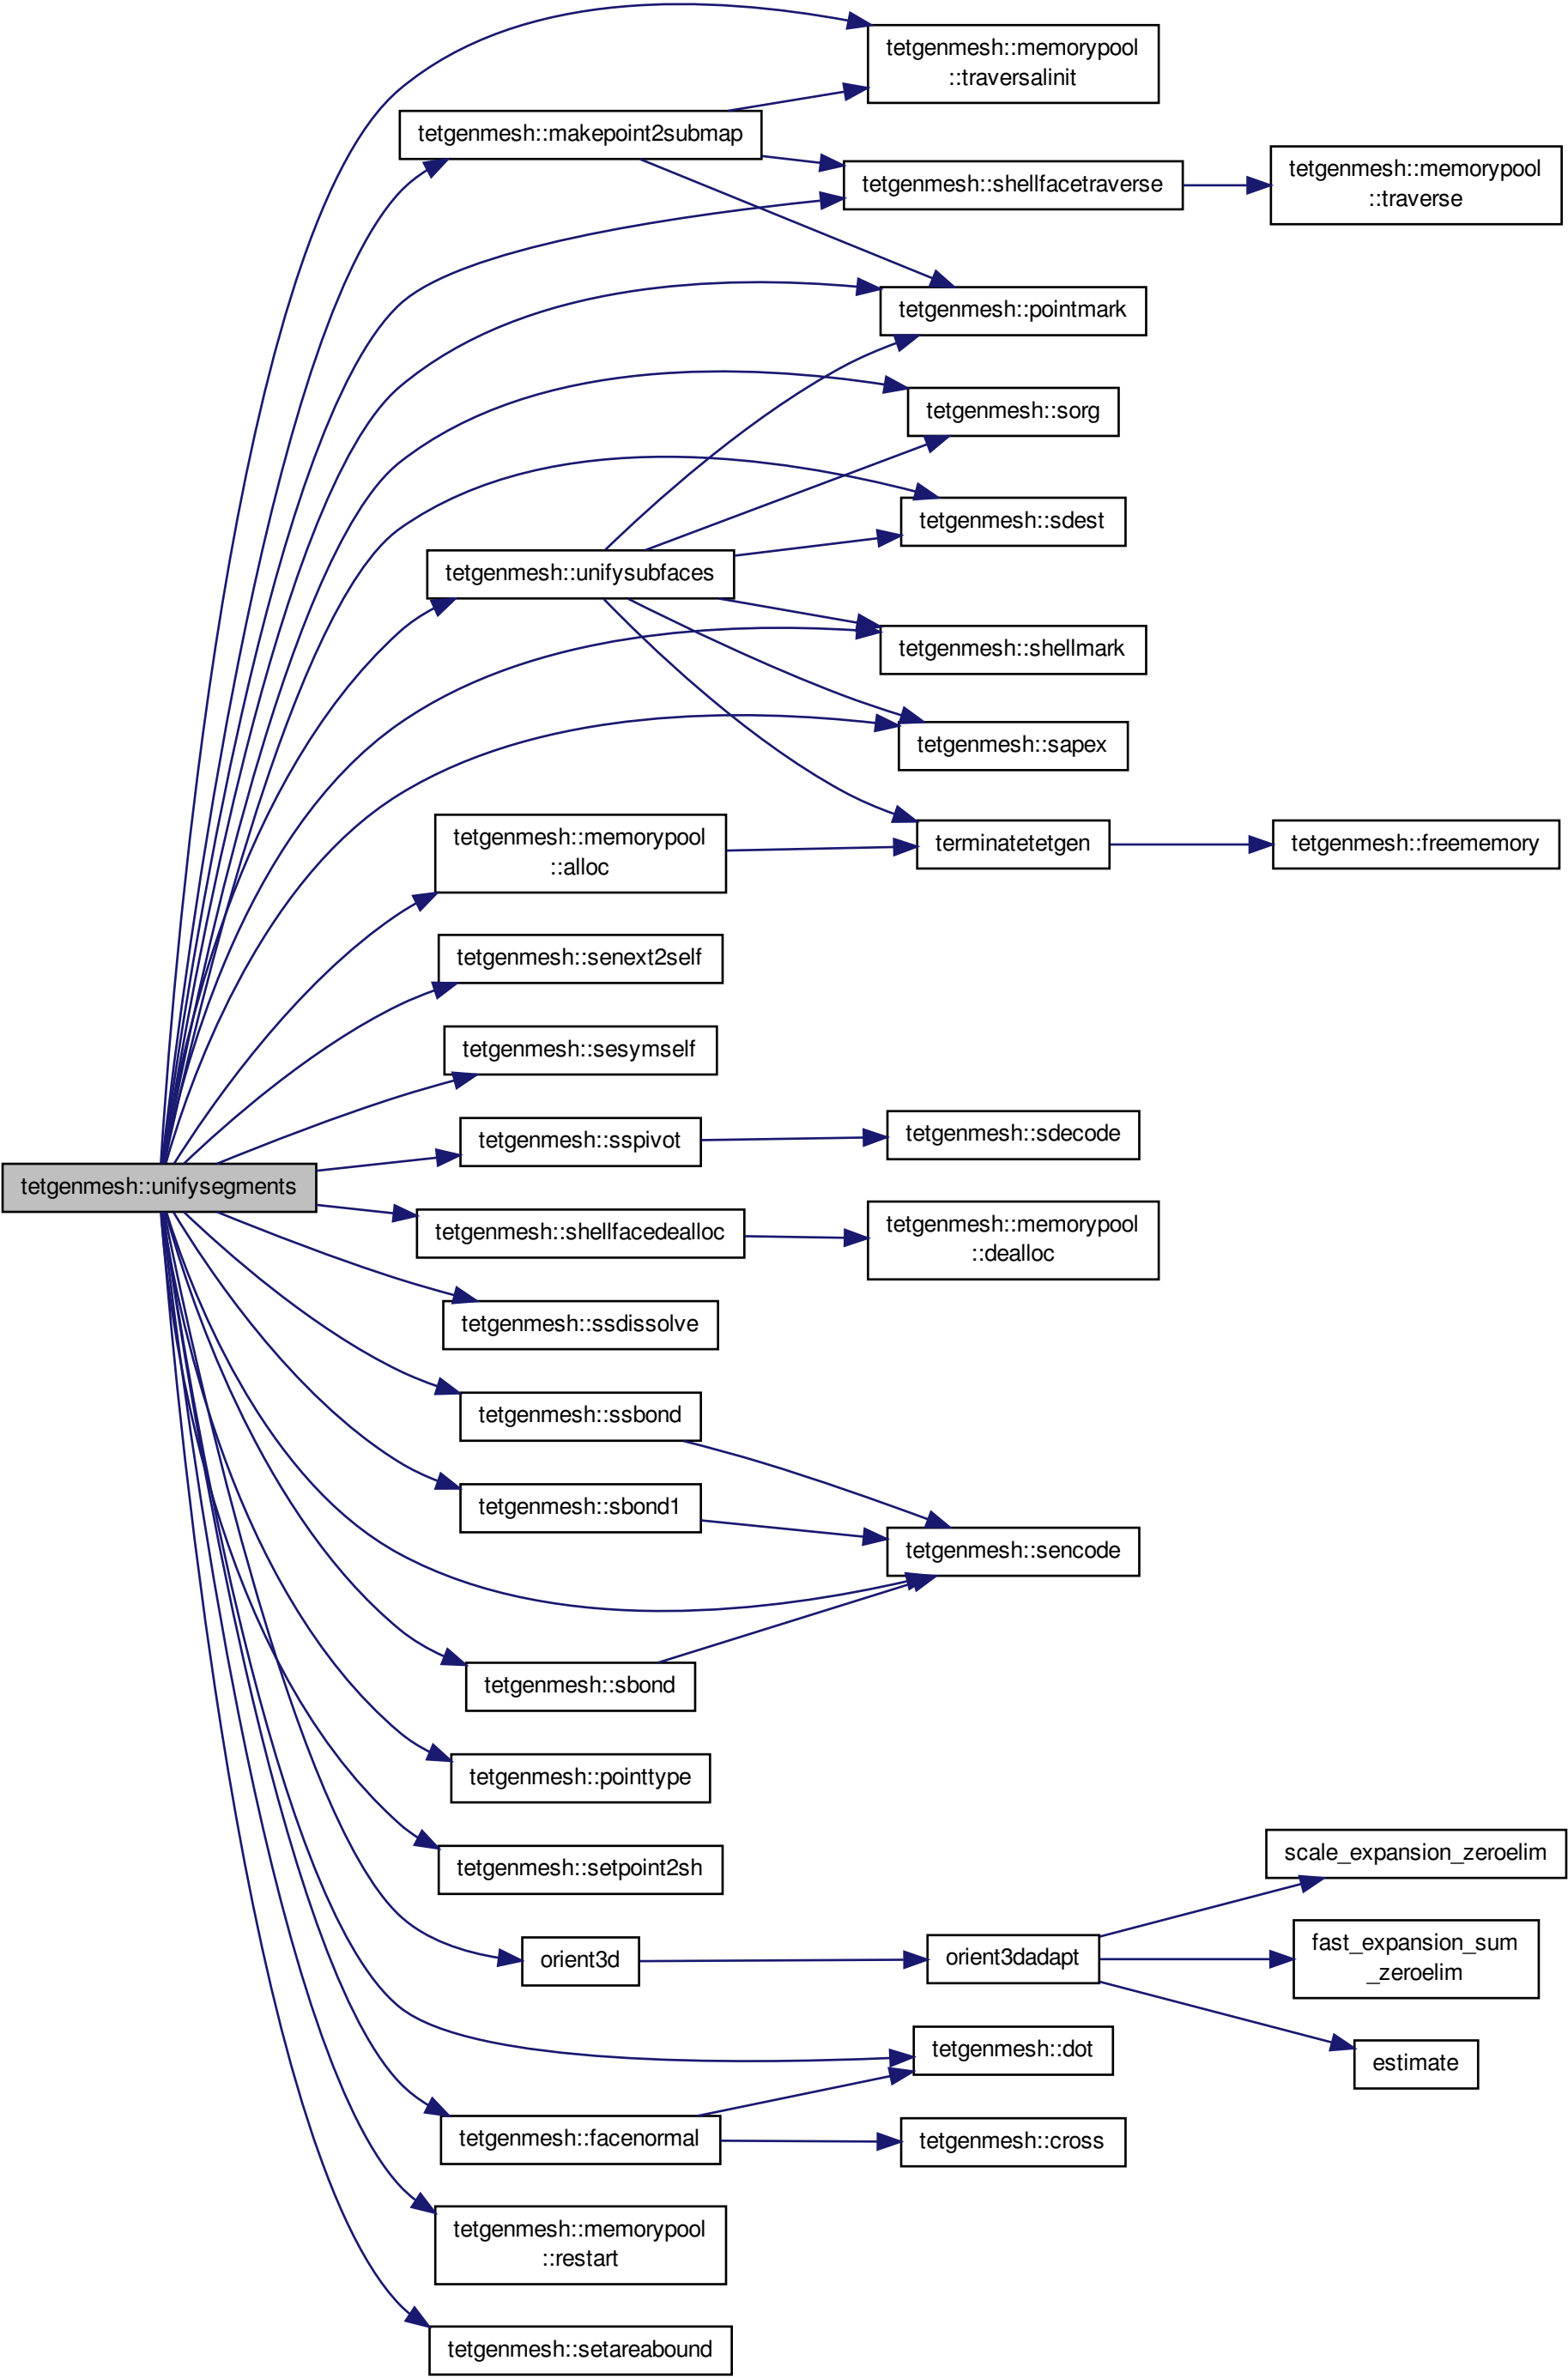 tetgenmesh::memorypool
::traversalinit
tetgenmesh::makepoint2submap
tetgenmesh::shellfacetraverse
tetgenmesh::memorypool
::traverse
tetgenmesh::pointmark
tetgenmesh::sorg
tetgenmesh::sdest
tetgenmesh::unifysubfaces
tetgenmesh::shellmark
tetgenmesh::sapex
tetgenmesh::memorypool
::alloc
terminatetetgen
tetgenmesh::freememory
tetgenmesh::senext2self
tetgenmesh::sesymself
tetgenmesh::sspivot
tetgenmesh::sdecode
tetgenmesh::unifysegments
tetgenmesh::shellfacedealloc
tetgenmesh::memorypool
::dealloc
tetgenmesh::ssdissolve
tetgenmesh::ssbond
tetgenmesh::sbond1
tetgenmesh::sencode
tetgenmesh::sbond
tetgenmesh::pointtype
tetgenmesh::setpoint2sh
scale_expansion_zeroelim
orient3d
orient3dadapt
fast_expansion_sum
_zeroelim
estimate
tetgenmesh::dot
tetgenmesh::facenormal
tetgenmesh::cross
tetgenmesh::memorypool
::restart
tetgenmesh::setareabound